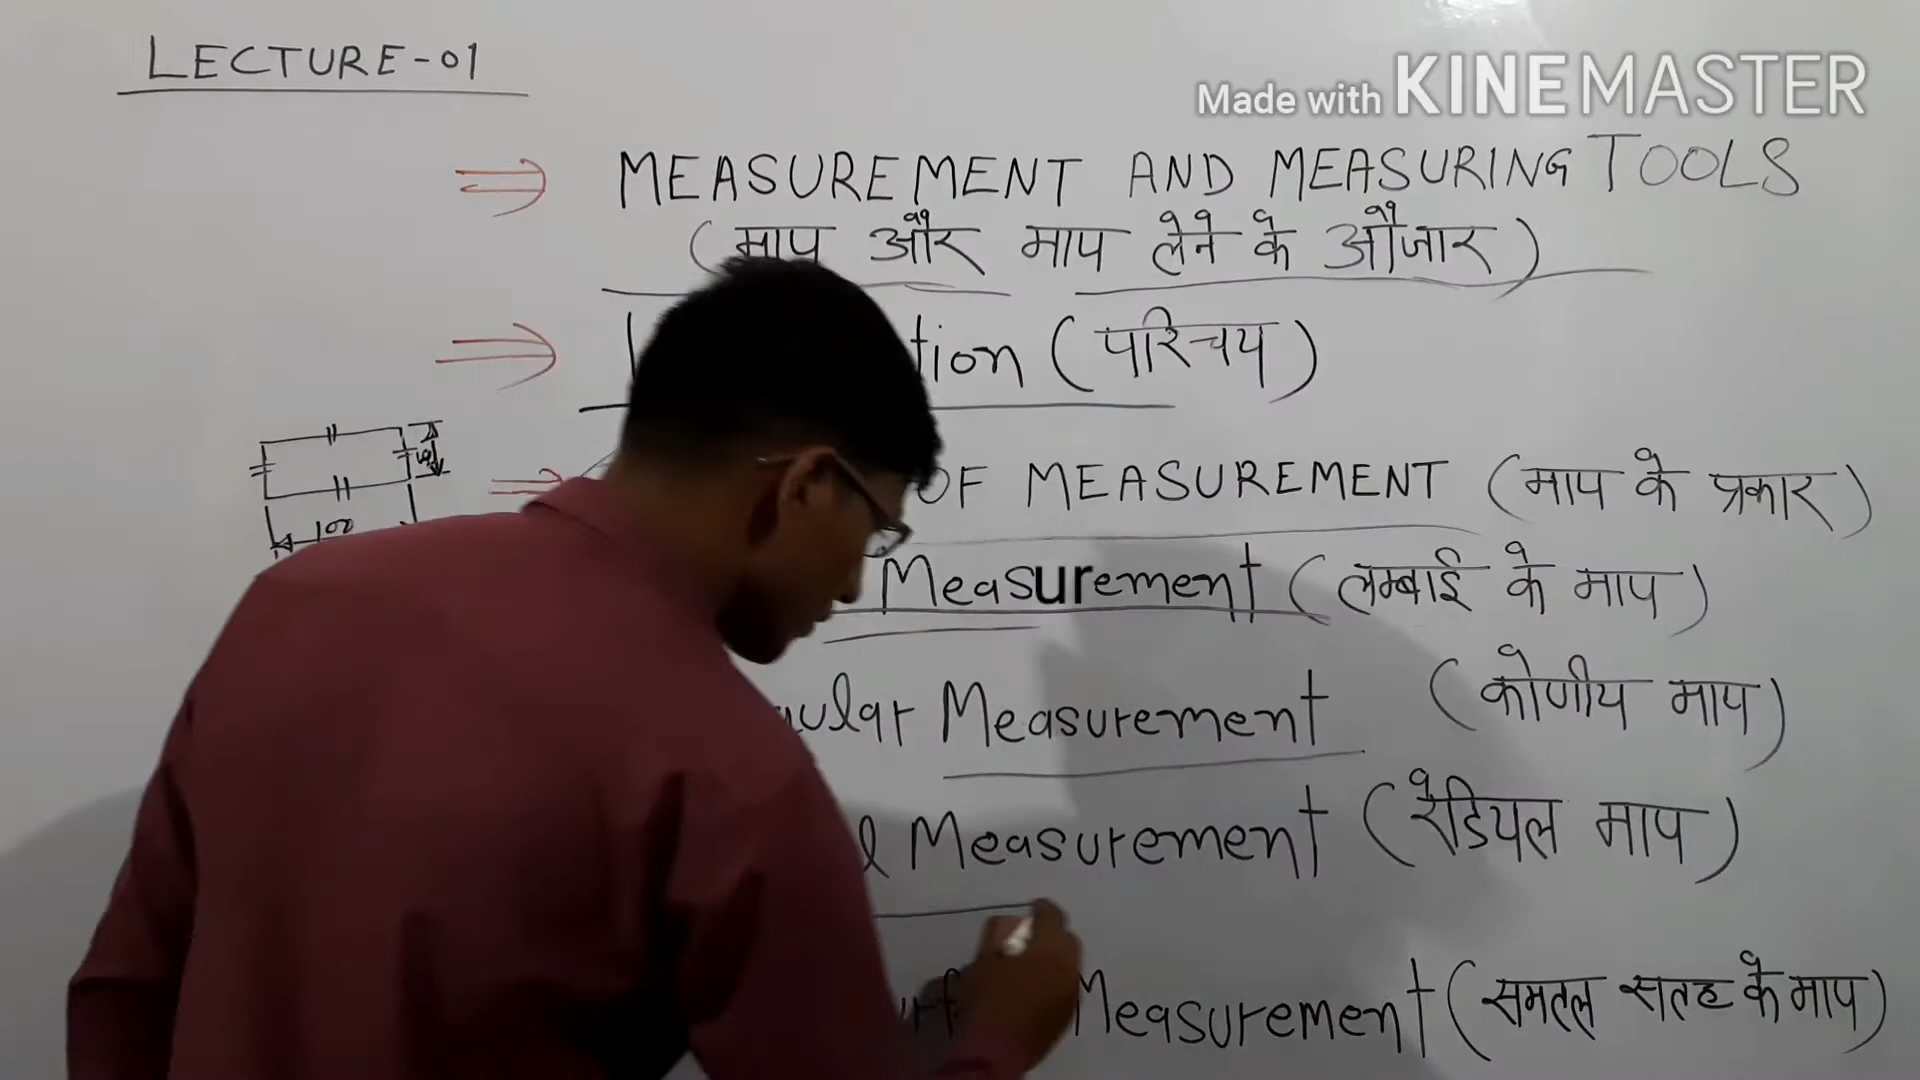 LECTURE-01
Made with KINEMASTER
MEASUREMENT AND MEASURING TOOLS
(माप और माप लेने के औजार)
tion (परिचय)
OF MEASUREMENT (माप के प्रकार)
100
Measurement (लम्बाई के माप)
Measurement (कोणीय माप)
Measurement (रैडियल माप)
Measurement (समतल सतह के माप)